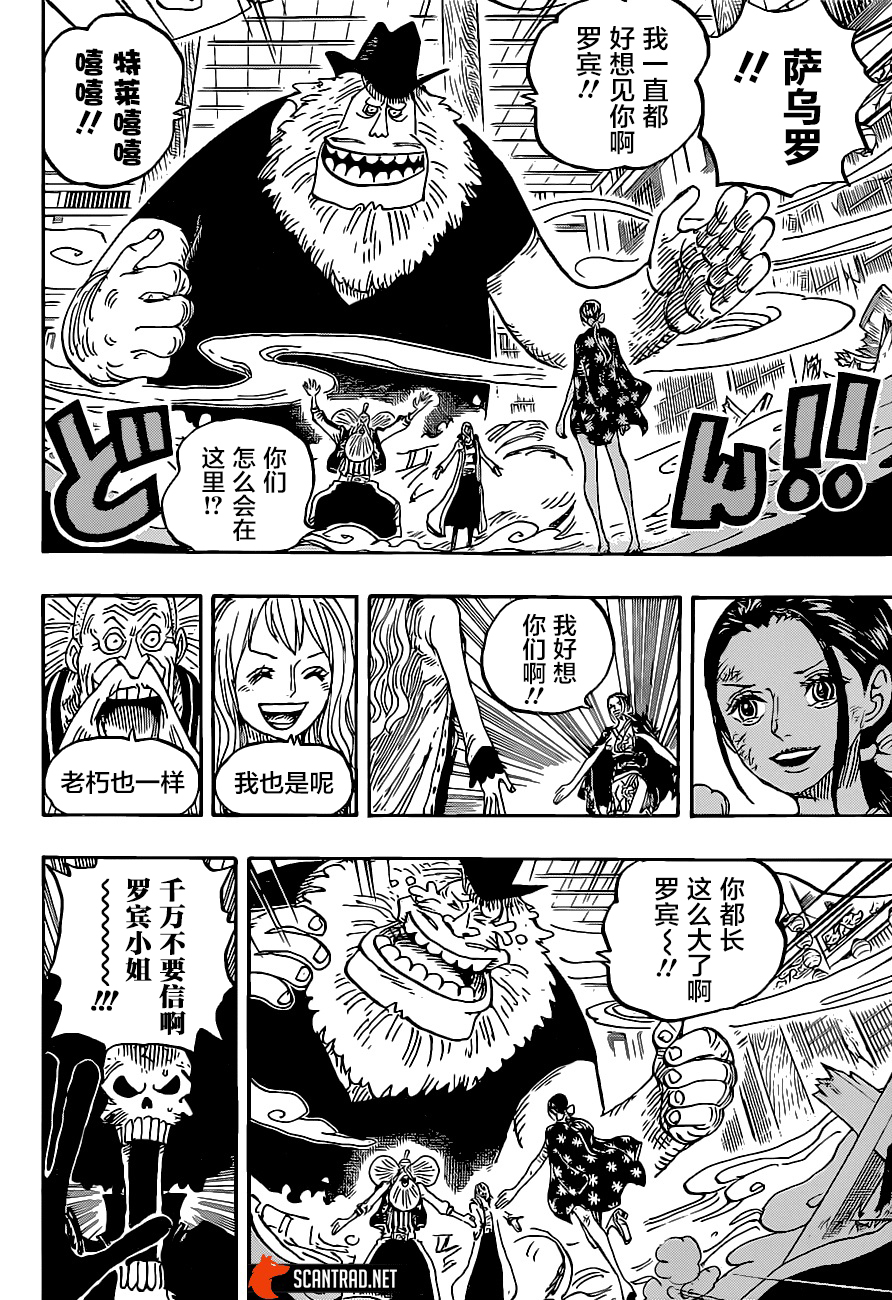 萨乌罗
!!
我一直都
好想见你啊
罗宾!!
特莱嘻嘻
嘻嘻!!
你们
怎么会在
这里!?
どん!!
我好想
你们啊!!
我也是呢
老朽也一样
你都长
这么大了啊
罗宾~!!
千万不要信啊
罗宾小姐
~~!!!
SCANTRAD.NET